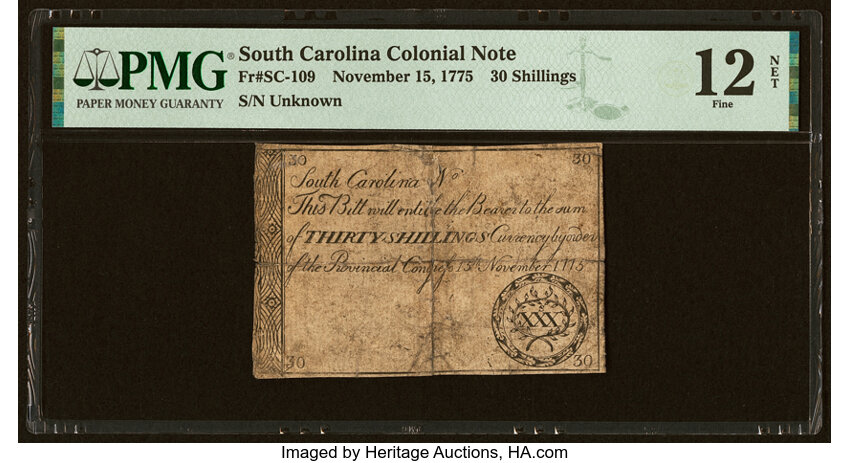 PMG®
PAPER MONEY GUARANTY
South Carolina Colonial Note
Fr#SC-109 November 15, 1775 30 Shillings
S/N Unknown
12 NET
Fine
30 30
South Carolina No
This Bill will entitle the Bearer to the sum
of THIRTY SHILLINGS Currency by order
of the Provincial Congress 15th November 1775
XXX
30 30
Imaged by Heritage Auctions, HA.com